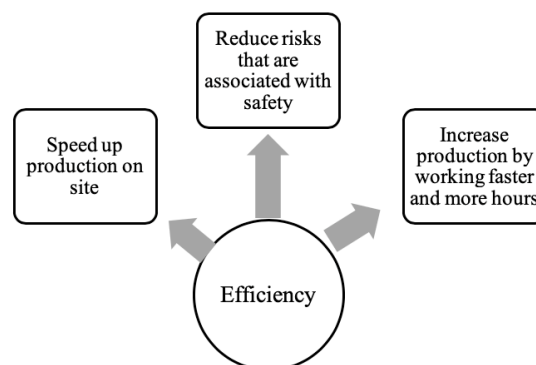 Reduce risks
that are
associated with
safety
Speed up
production on
site
Increase
production by
working faster
and more hours
Efficiency